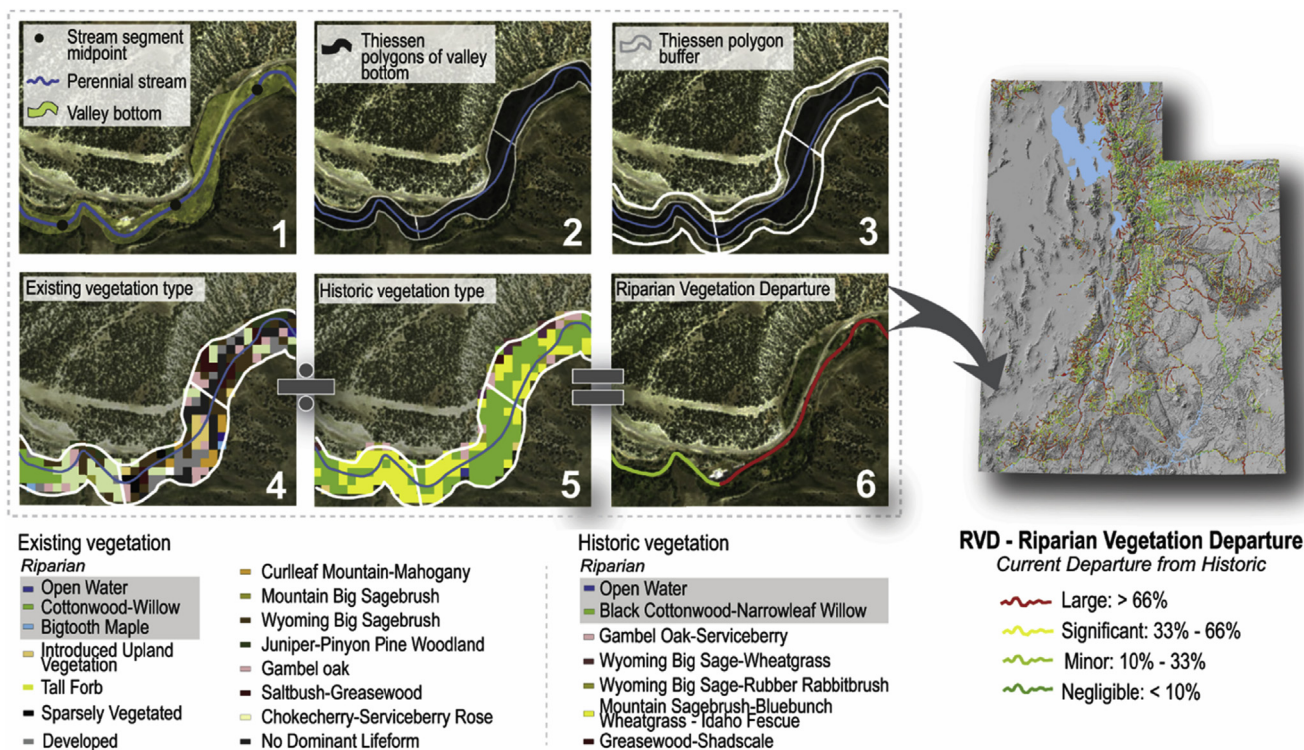 Stream segment
midpoint
Perennial stream
Valley bottom
1
Thiessen
polygons of valley
bottom
2
Thiessen polygon
buffer
3
Existing vegetation type
4
Historic vegetation type
5
Riparian Vegetation Departure
6
Existing vegetation
Riparian
Open Water
Cottonwood-Willow
Bigtooth Maple
Introduced Upland
Vegetation
Tall Forb
Sparsely Vegetated
Developed
Curlleaf Mountain-Mahogany
Mountain Big Sagebrush
Wyoming Big Sagebrush
Juniper-Pinyon Pine Woodland
Gambel oak
Saltbush-Greasewood
Chokecherry-Serviceberry Rose
No Dominant Lifeform
Historic vegetation
Riparian
Open Water
Black Cottonwood-Narrowleaf Willow
Gambel Oak-Serviceberry
Wyoming Big Sage-Wheatgrass
Wyoming Big Sage-Rubber Rabbitbrush
Mountain Sagebrush-Bluebunch
Wheatgrass - Idaho Fescue
Greasewood-Shadscale
RVD - Riparian Vegetation Departure
Current Departure from Historic
Large: > 66%
Significant: 33% - 66%
Minor: 10% - 33%
Negligible: < 10%